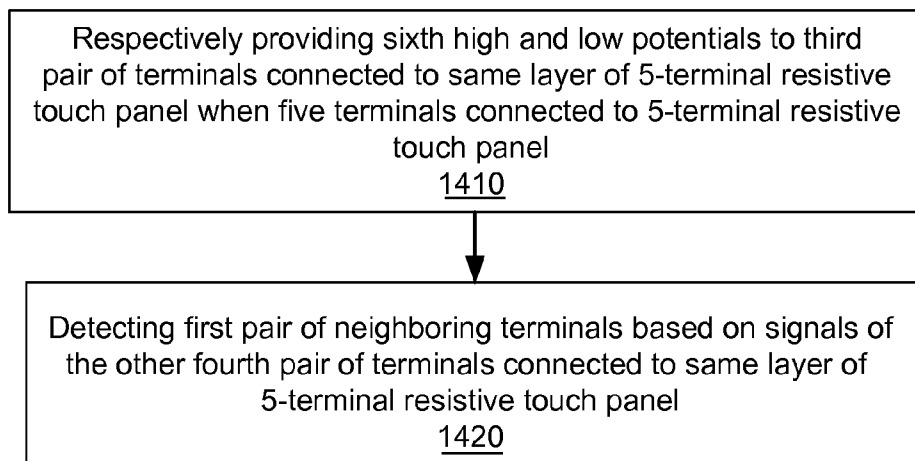 Respectively providing sixth high and low potentials to third
pair of terminals connected to same layer of 5-terminal resistive
touch panel when five terminals connected to 5-terminal resistive
touch panel
1410
Detecting first pair of neighboring terminals based on signals of
the other fourth pair of terminals connected to same layer of
5-terminal resistive touch panel
1420